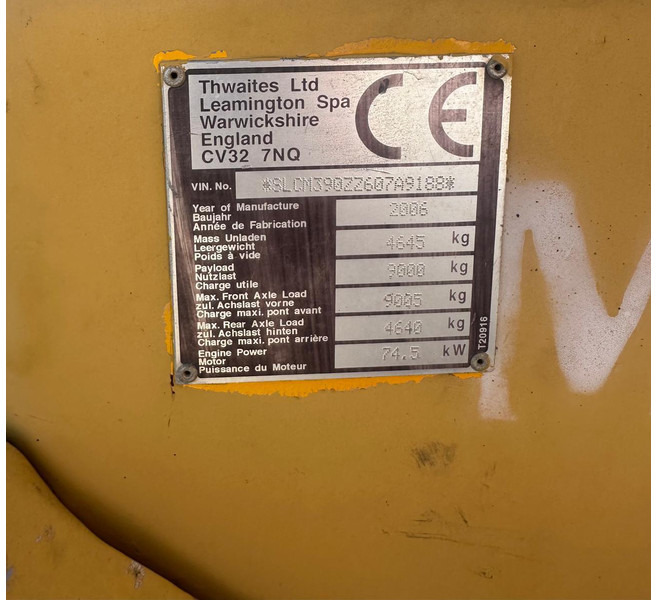 Thwaites Ltd
Leamington Spa
Warwickshire
England
CV32 7NQ
CE
VIN. No. *SLCM390ZZ607A9188*
Year of Manufacture
Baujahr
Année de Fabrication
2006
Mass Unladen
Leergewicht
Poids à vide
4645 kg
Payload
Nutzlast
Charge utile
9000 kg
Max. Front Axle Load
zul. Achslast vorne
Charge maxi. pont avant
9005 kg
Max. Rear Axle Load
zul. Achslast hinten
Charge maxi. pont arrière
4640 kg
Engine Power
Motor
Puissance du Moteur
74.5 kW
T20916
M